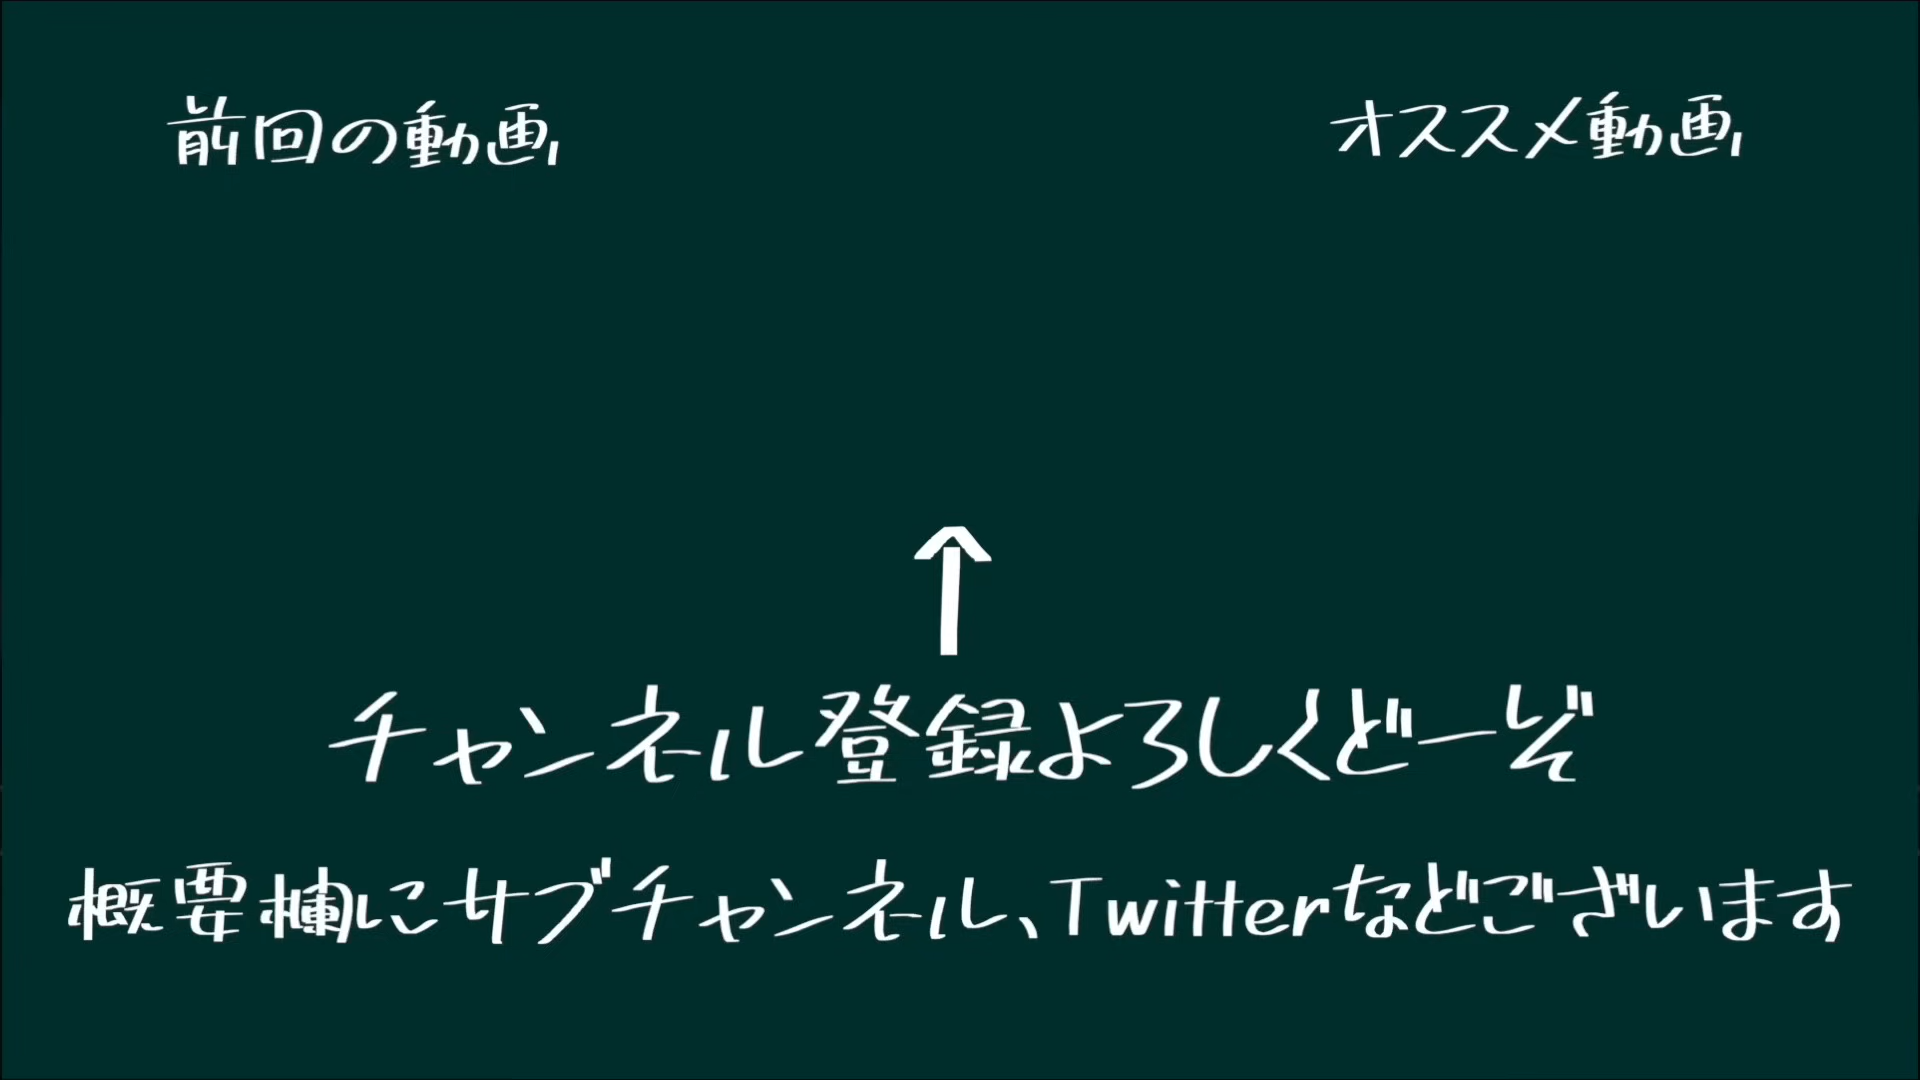 前回の動画
オススメ動画
↑
チャンネル登録よろしくどーぞ
概要欄にサブチャンネル、Twitterなどございます